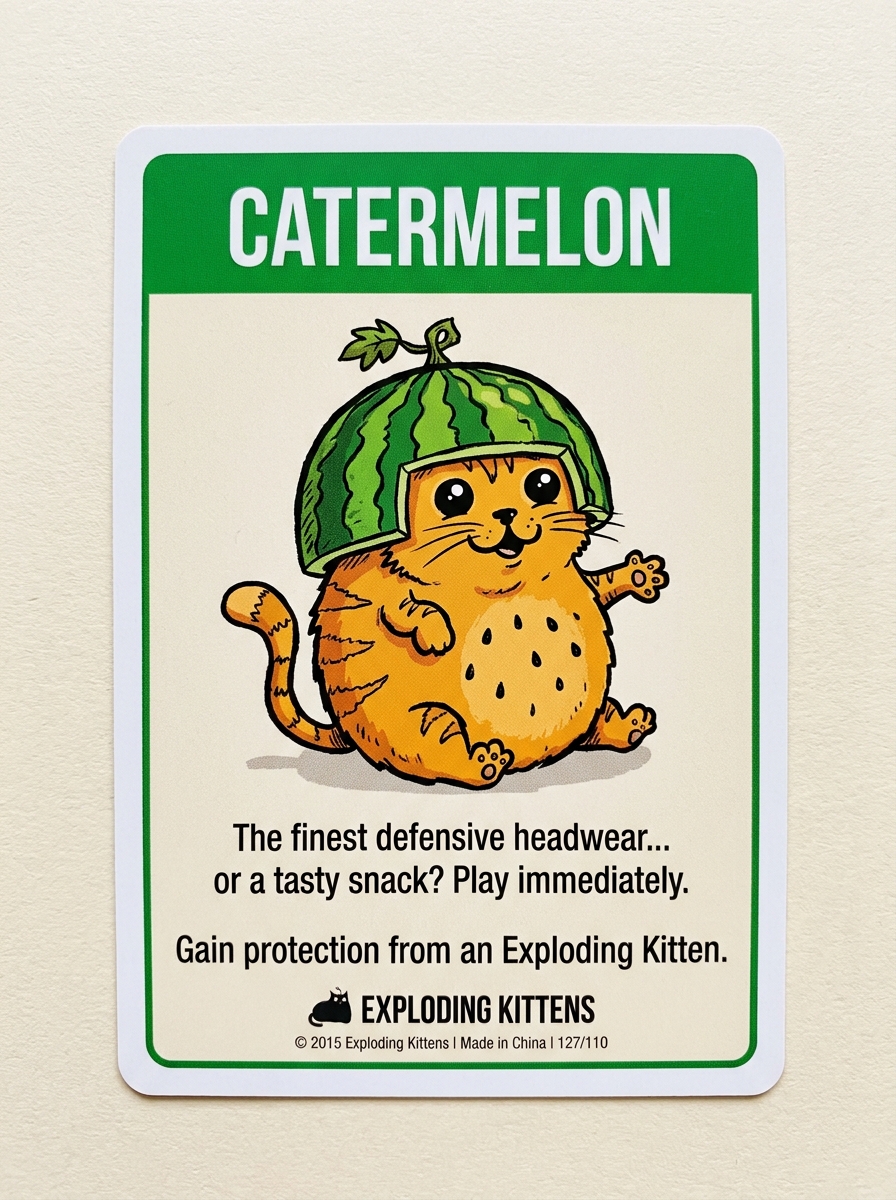 CATERMELON
The finest defensive headwear...
or a tasty snack? Play immediately.
Gain protection from an Exploding Kitten.
EXPLODING KITTENS
© 2015 Exploding Kittens | Made in China | 127/110